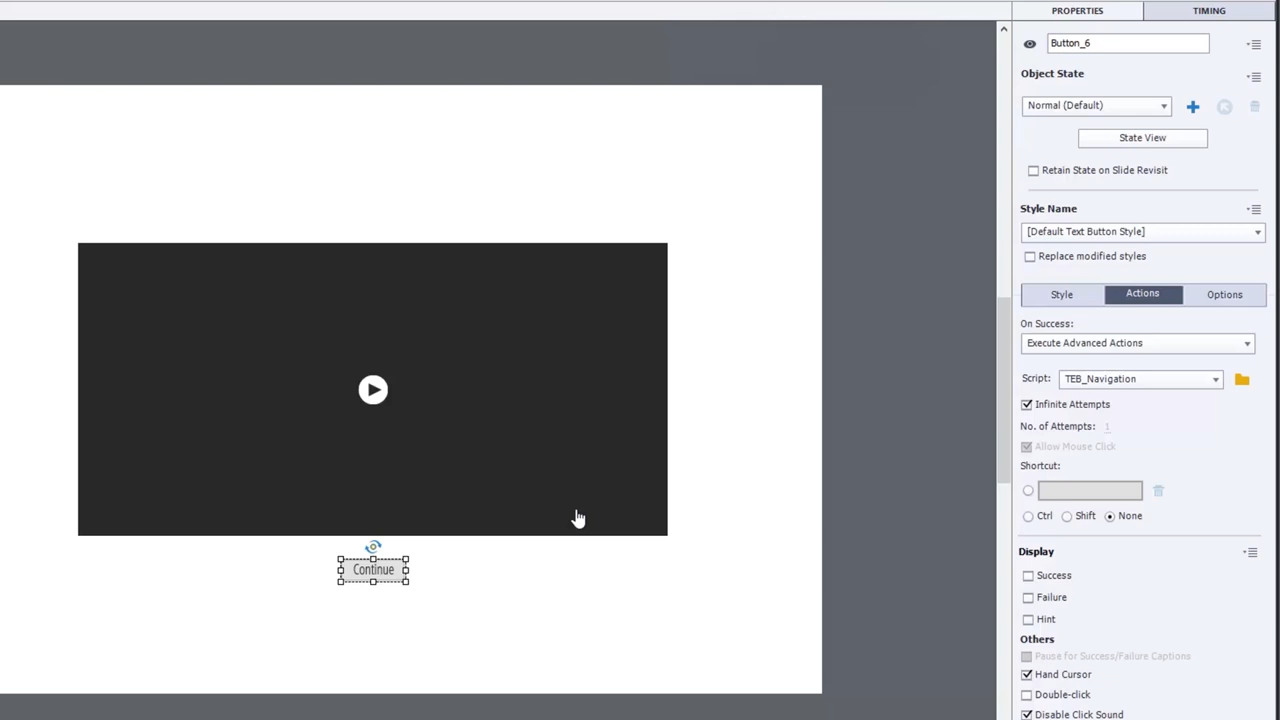 PROPERTIES TIMING
Button_6
Object State
Normal (Default)
State View
Retain State on Slide Revisit
Style Name
[Default Text Button Style]
Replace modified styles
Style Actions Options
On Success:
Execute Advanced Actions
Script: TEB_Navigation
Infinite Attempts
No. of Attempts: 1
Allow Mouse Click
Shortcut:
Ctrl Shift None
Continue
Display
Success
Failure
Hint
Others
Pause for Success/Failure Captions
Hand Cursor
Double-click
Disable Click Sound